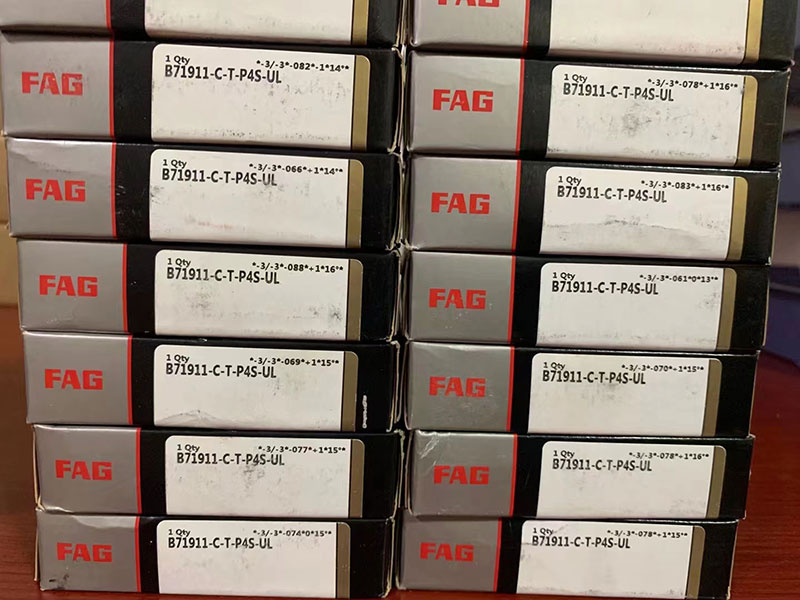 FAG
1 Qty *-3/-3*-082*-1*14°*
B71911-C-T-P4S-UL
FAG
1 Qty *-3/-3*-066*÷1*14°*
B71911-C-T-P4S-UL
FAG
1 Qty *-3/-3*-088*÷1*16°*
B71911-C-T-P4S-UL
FAG
1 Qty *-3/-3*-069*÷1*15°*
B71911-C-T-P4S-UL
FAG
1 Qty *-3/-3*-077*÷1*15°*
B71911-C-T-P4S-UL
FAG
1 Qty *-3/-3*-074*0*15°*
B71911-C-T-P4S-UL
FAG
FAG
1 Qty *-3/-3*-078*÷1*16°*
B71911-C-T-P4S-UL
FAG
1 Qty *-3/-3*-083*÷1*16°*
B71911-C-T-P4S-UL
FAG
1 Qty *-3/-3*-061*0*13°*
B71911-C-T-P4S-UL
FAG
1 Qty *-3/-3*-070*÷1*15°*
B71911-C-T-P4S-UL
FAG
1 Qty *-3/-3*-078*÷1*16°*
B71911-C-T-P4S-UL
FAG
1 Qty *-3/-3*-078*÷1*15°*
B71911-C-T-P4S-UL